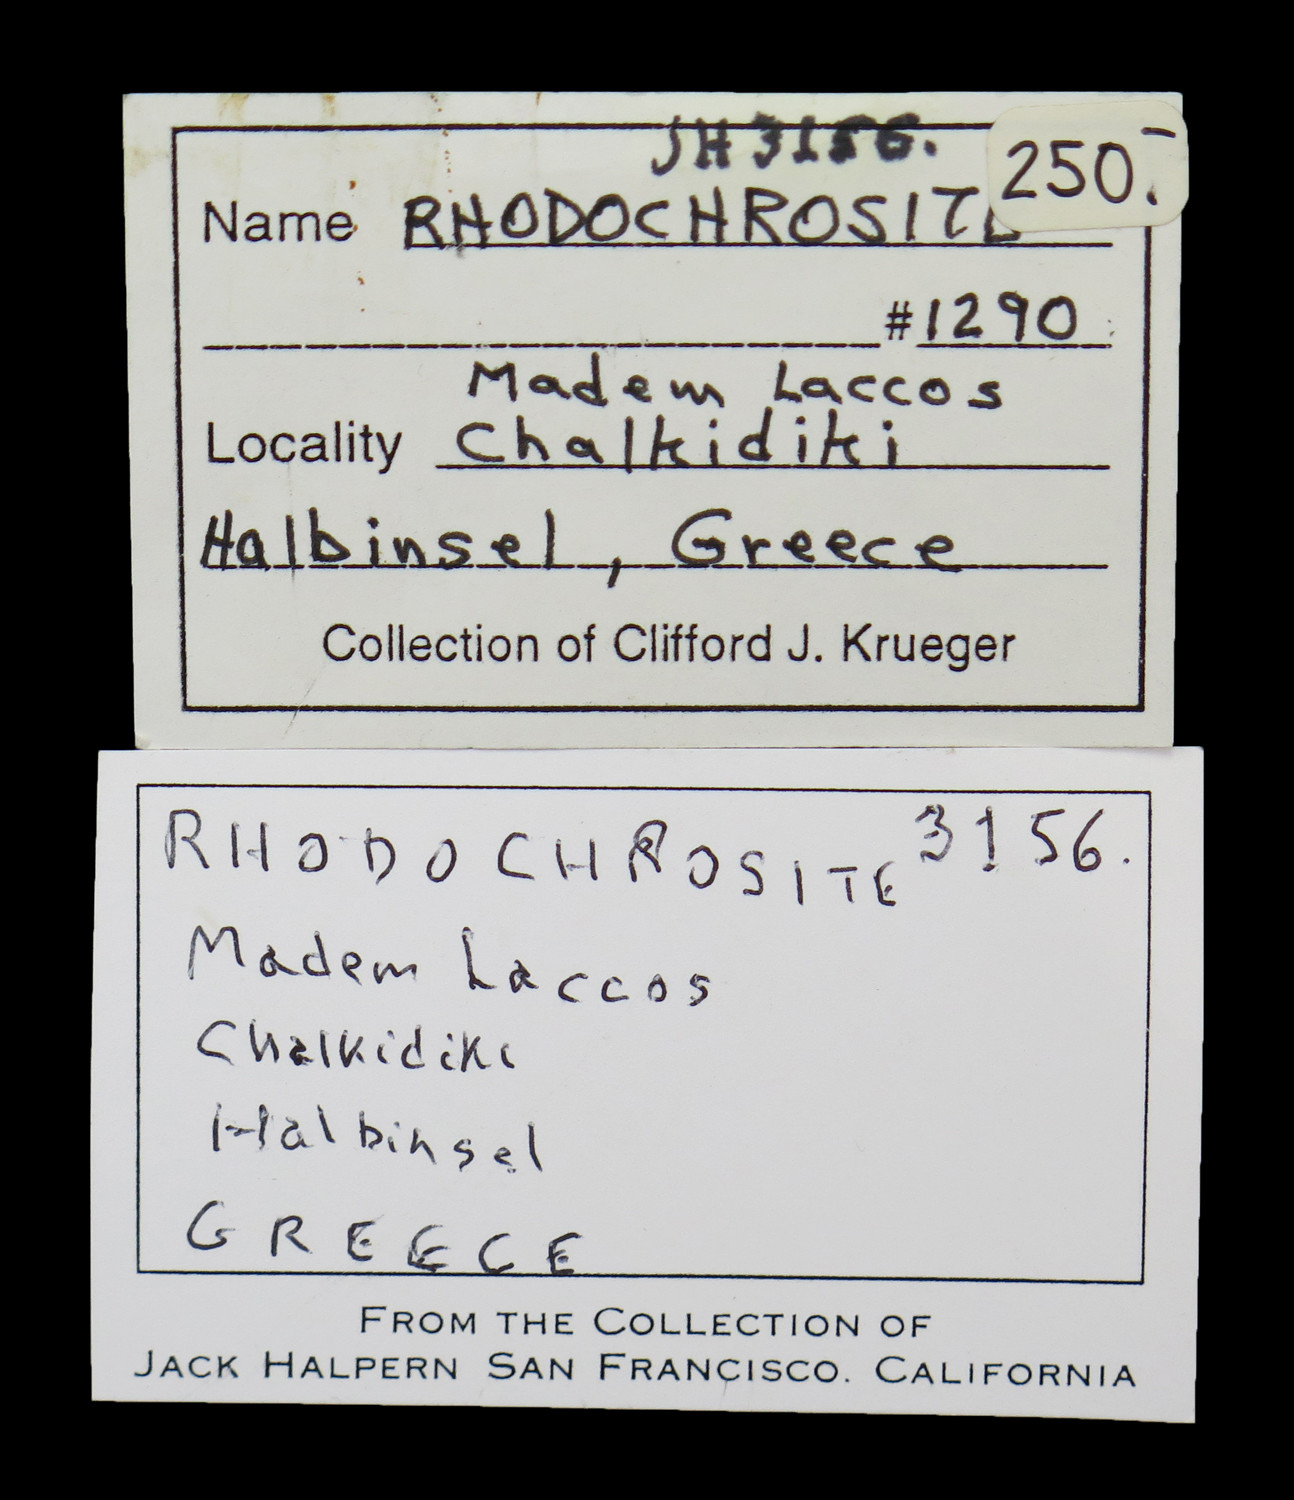 JH 3156.
250.-
Name RHODOCHROSITE
#1290
Madem Laccos
Locality Chalkidiki
Halbinsel, Greece
Collection of Clifford J. Krueger
RHODOCHROSITE 3156.
Madem Laccos
Chalkidiki
Halbinsel
GREECE
FROM THE COLLECTION OF
JACK HALPERN SAN FRANCISCO. CALIFORNIA